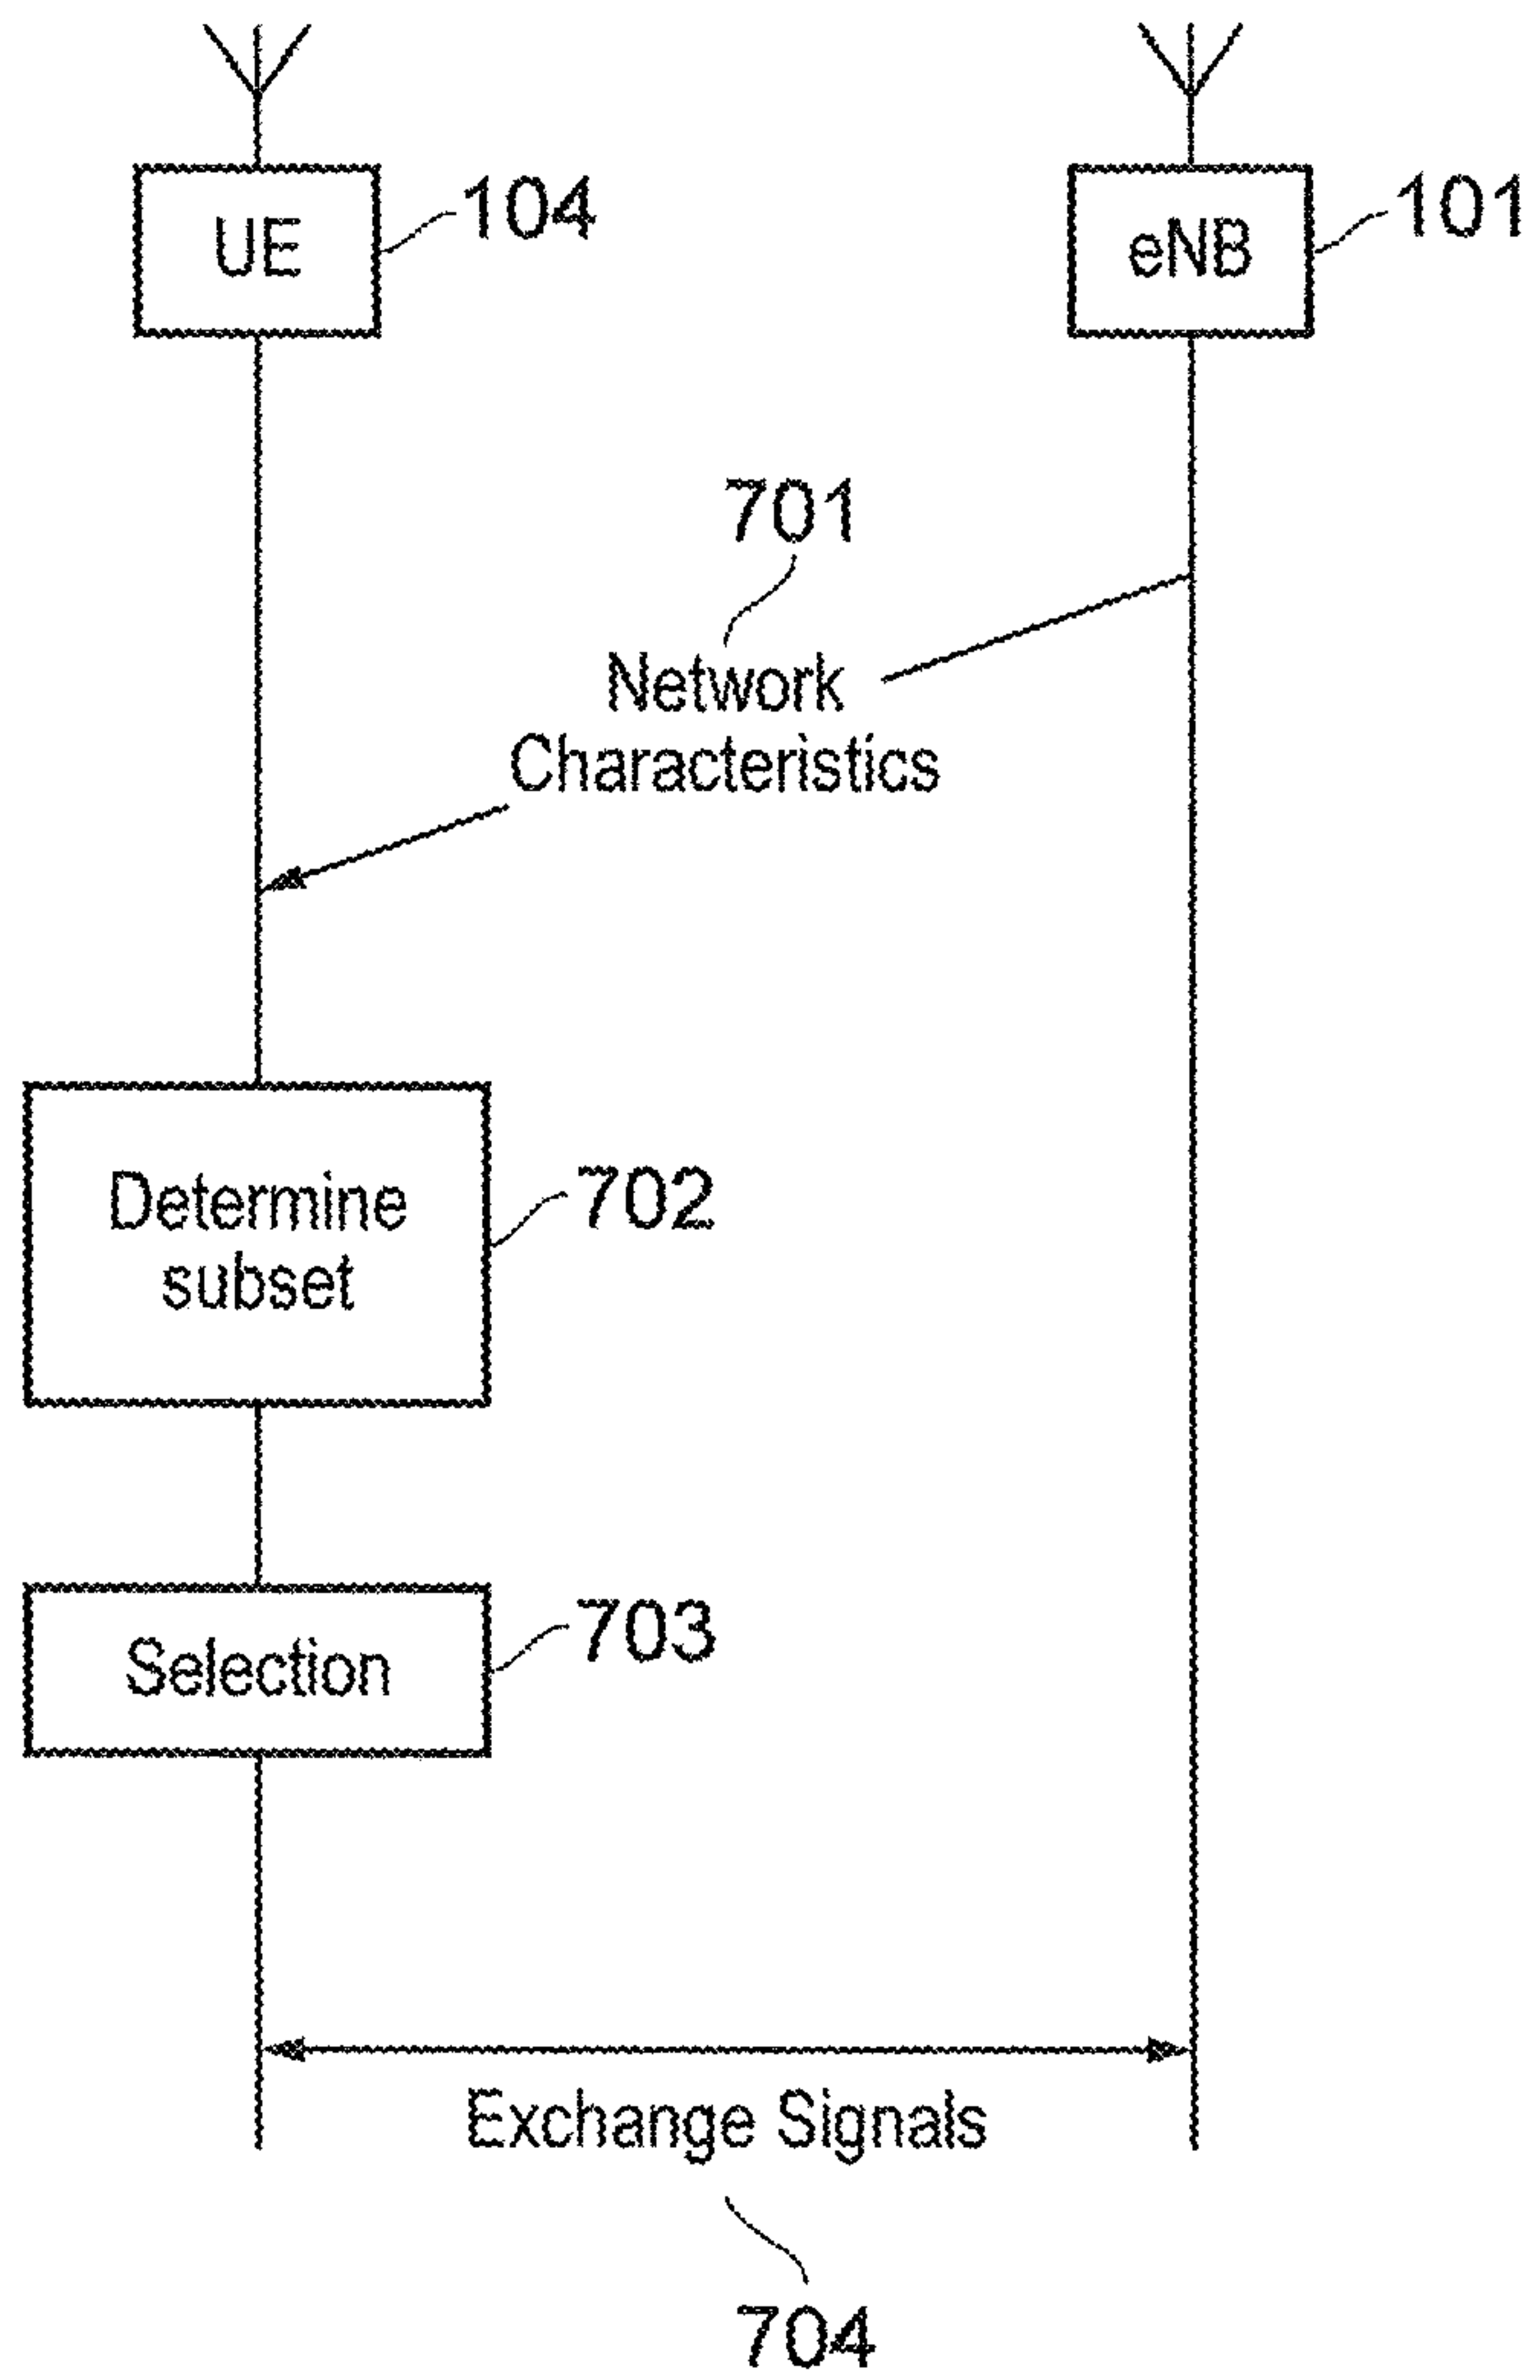 UE
104
eNB
101
701
Network
Characteristics
Determine
subset
702
Selection
703
Exchange Signals
704